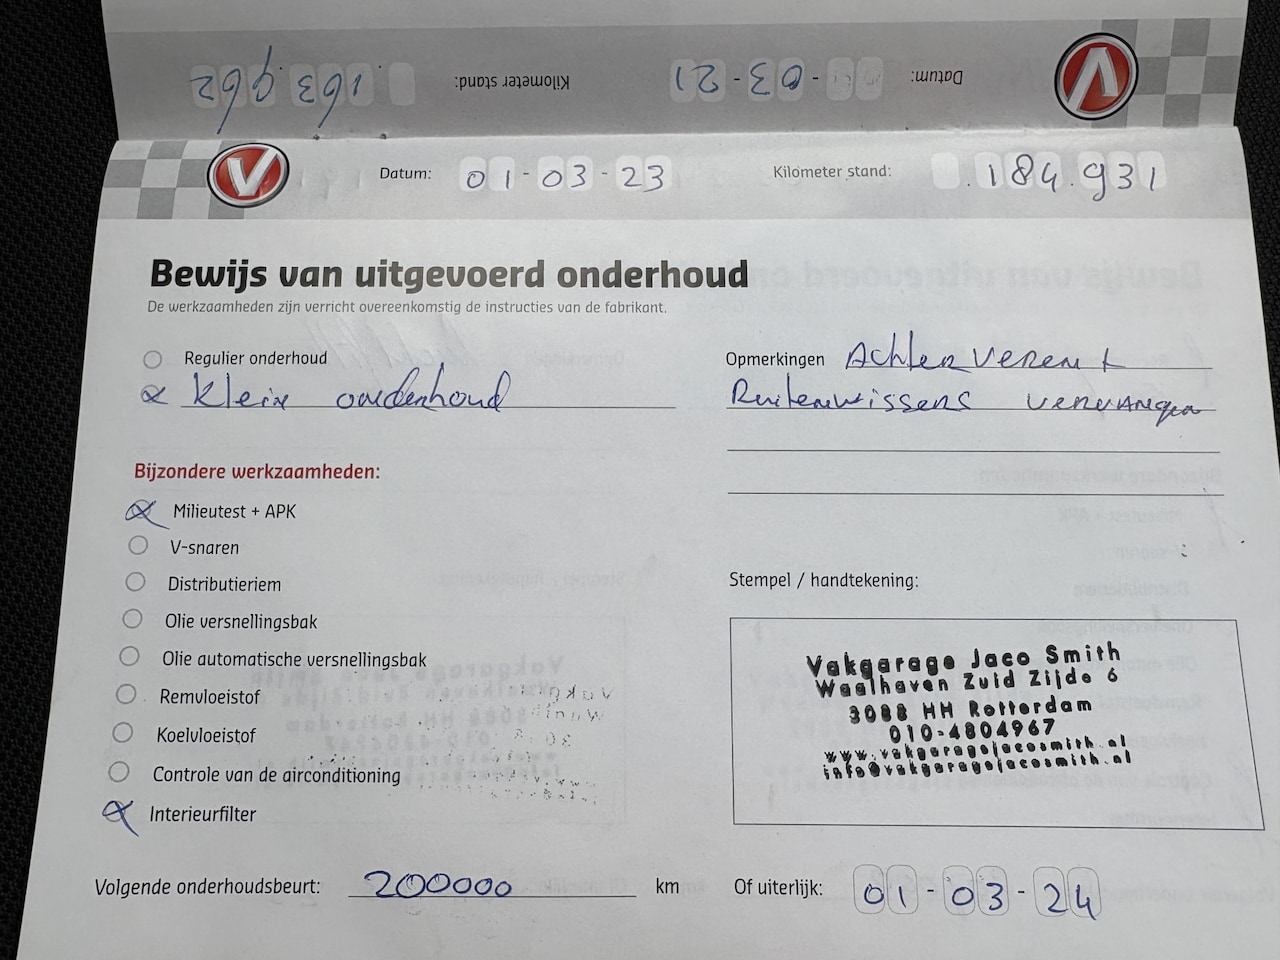 Datum: -03-21 Kilometer stand: 163.962
V Datum: 01-03-23 Kilometer stand: 184.931
Bewijs van uitgevoerd onderhoud
De werkzaamheden zijn verricht overeenkomstig de instructies van de fabrikant.
Regulier onderhoud
Klein onderhoud
Opmerkingen Achterveren +
Ruitenwissers vervangen
Bijzondere werkzaamheden:
Milieutest + APK
V-snaren
Distributieriem
Olie versnellingsbak
Olie automatische versnellingsbak
Remvloeistof
Koelvloeistof
Controle van de airconditioning
Interieurfilter
Stempel / handtekening:
Vakgarage Jaco Smith
Waalhaven Zuid Zijde 6
3088 HH Rotterdam
010-4804967
www.vakgaragejacosmith.nl
info@vakgaragejacosmith.nl
Volgende onderhoudsbeurt: 200000 km Of uiterlijk: 01-03-24